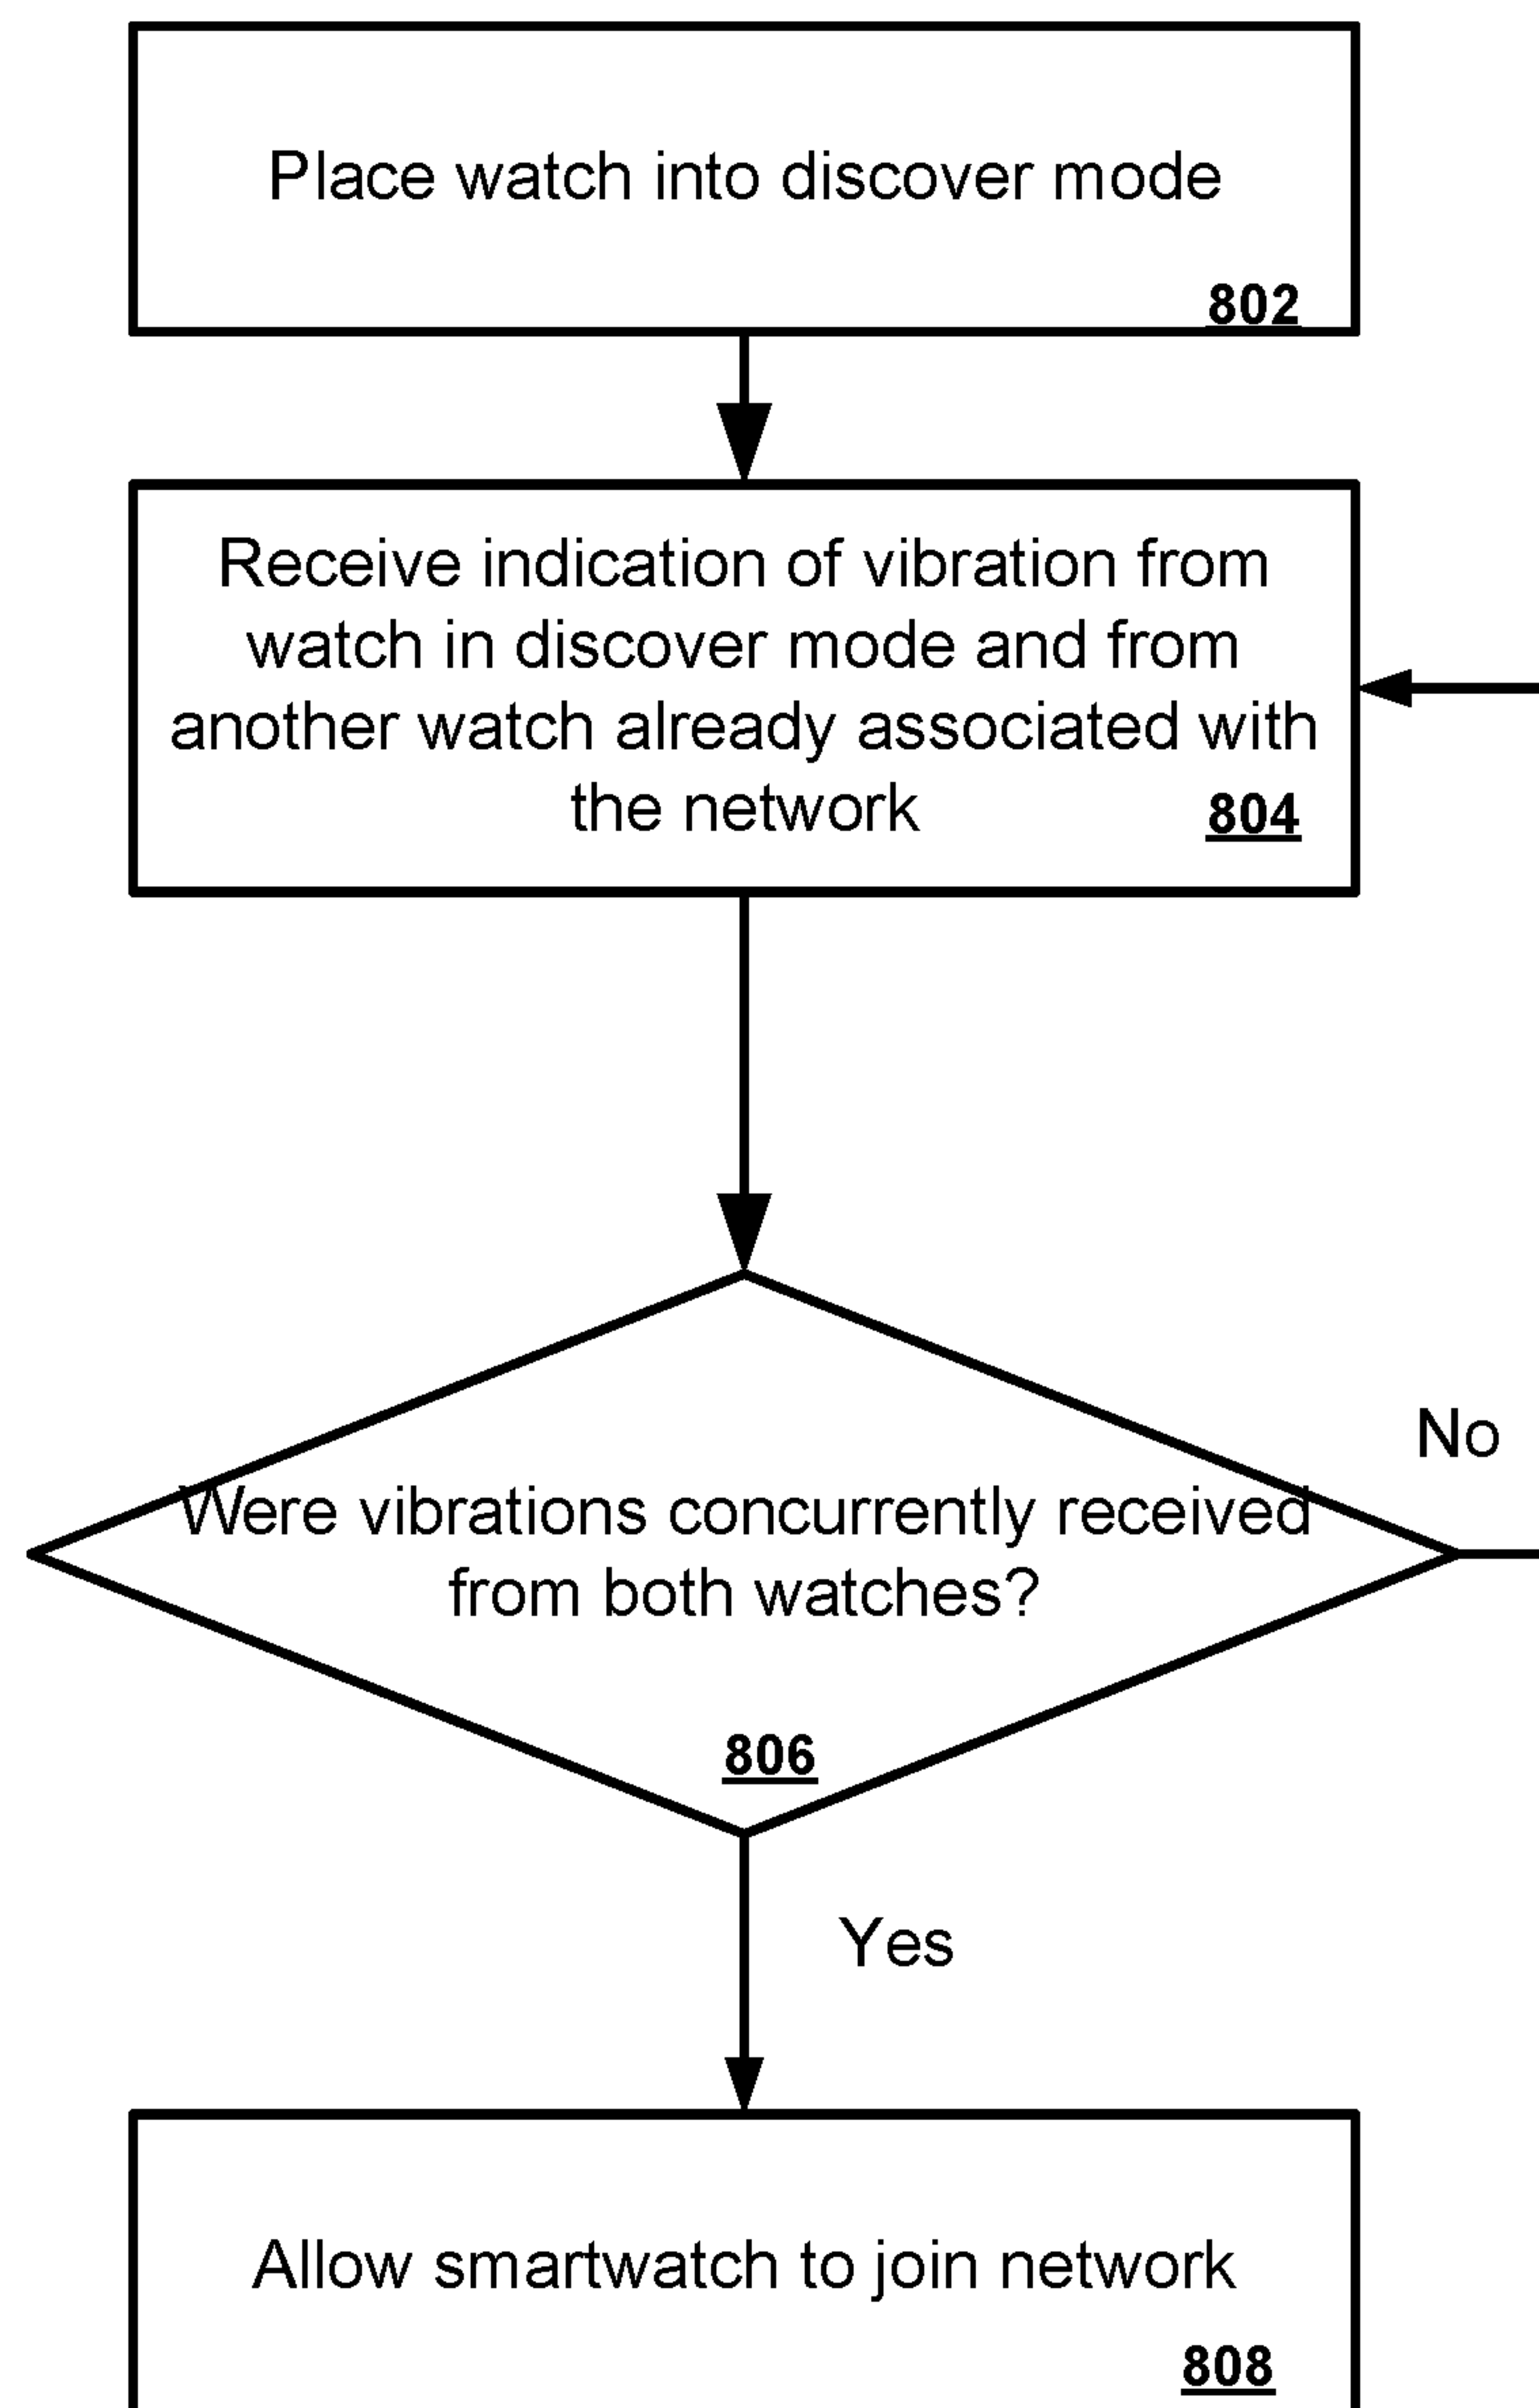 Place watch into discover mode
802
Receive indication of vibration from
watch in discover mode and from
another watch already associated with
the network
804
No
Were vibrations concurrently received
from both watches?
806
Yes
Allow smartwatch to join network
808